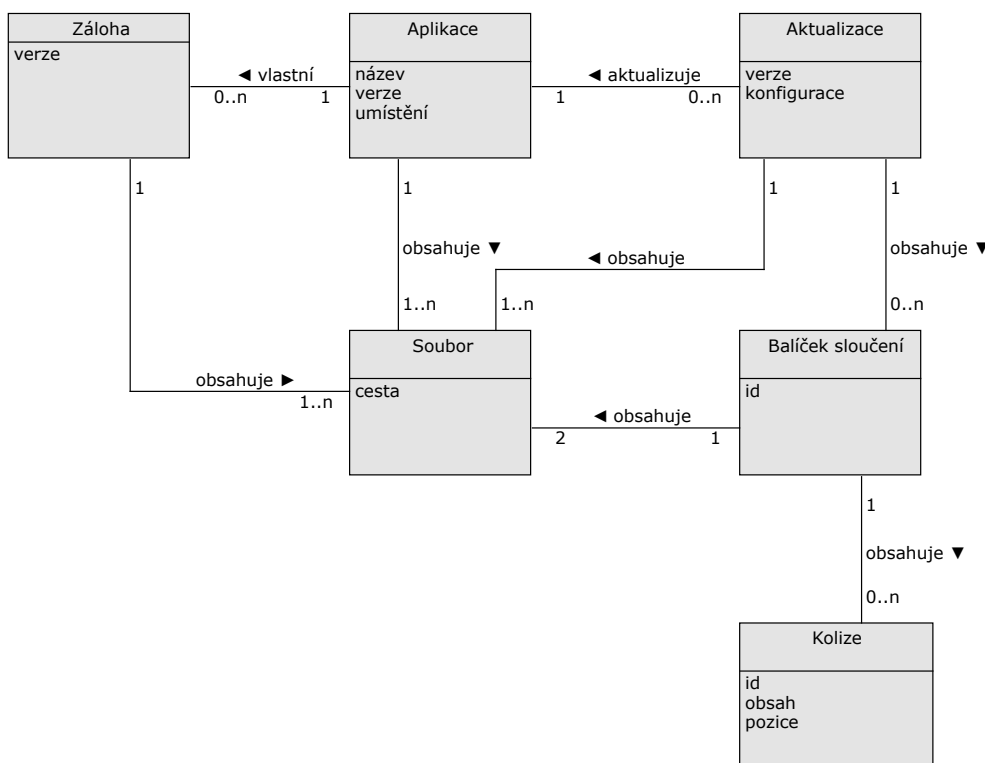 Záloha
verze
Aplikace
název
verze
umístění
Aktualizace
verze
konfigurace
◄ vlastní
0..n
1
◄ aktualizuje
1
0..n
1
1
1
1
obsahuje ▼
◄ obsahuje
obsahuje ▼
1..n
1..n
0..n
Soubor
cesta
Balíček sloučení
id
obsahuje ►
1..n
◄ obsahuje
2
1
1
obsahuje ▼
0..n
Kolize
id
obsah
pozice